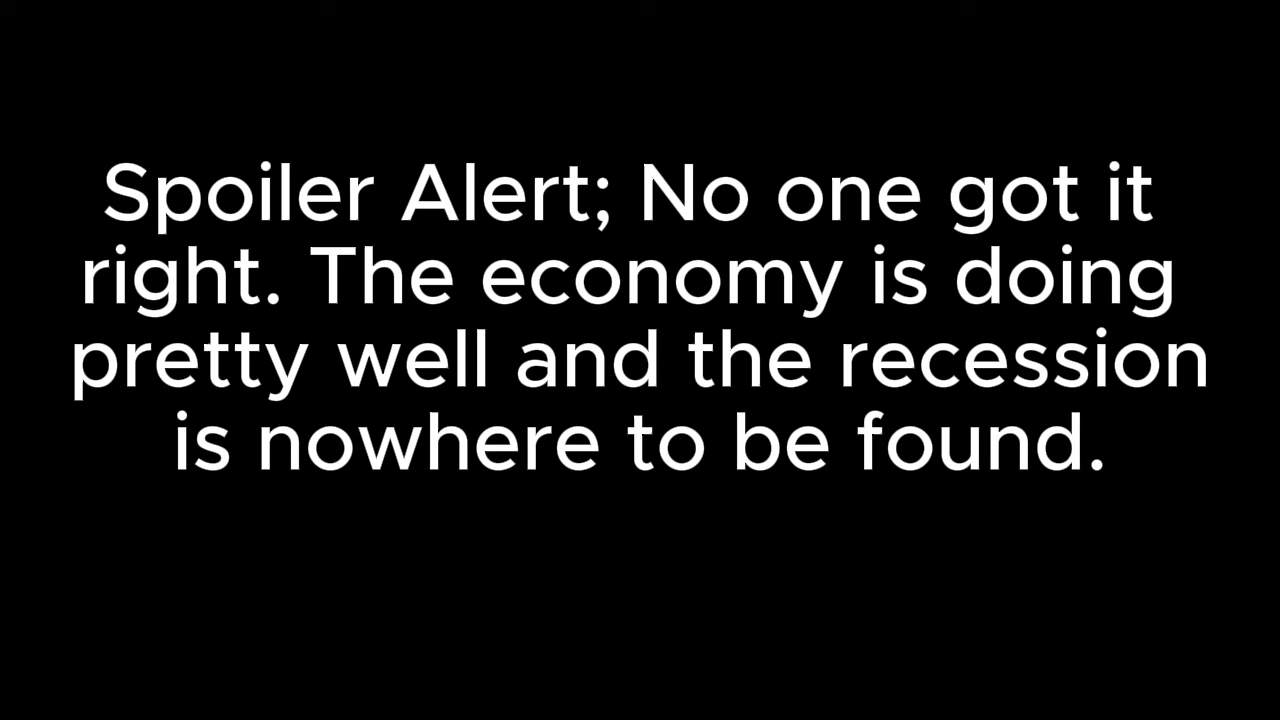 Spoiler Alert; No one got it
right. The economy is doing
pretty well and the recession
is nowhere to be found.